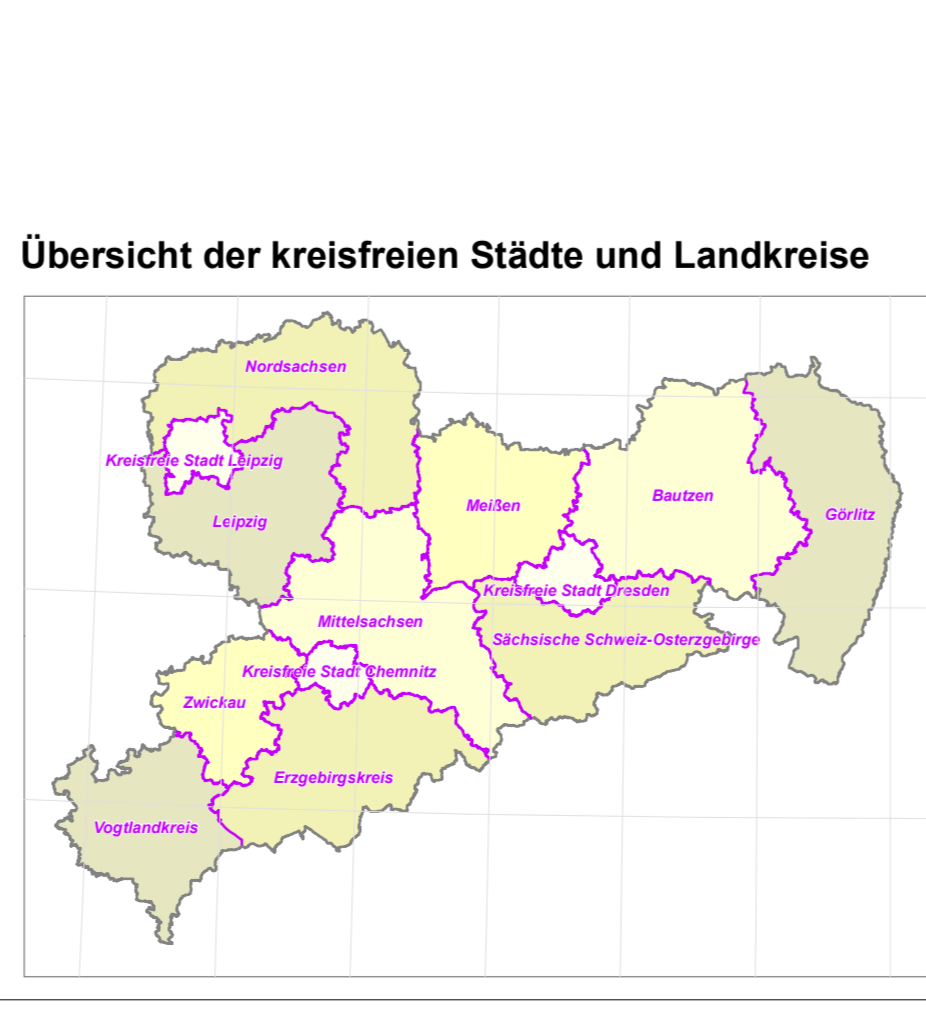 Übersicht der kreisfreien Städte und Landkreise
Nordsachsen
Kreisfreie Stadt Leipzig
Leipzig
Meißen
Bautzen
Görlitz
Kreisfreie Stadt Dresden
Mittelsachsen
Sächsische Schweiz-Osterzgebirge
Kreisfreie Stadt Chemnitz
Zwickau
Erzgebirgskreis
Vogtlandkreis